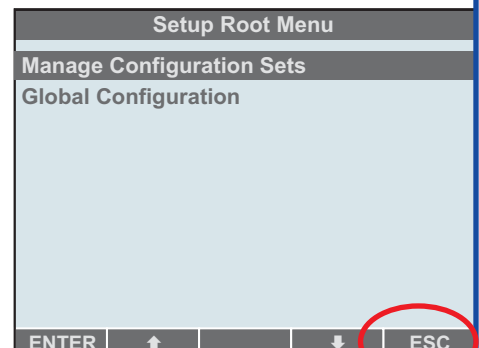 Setup Root Menu
Manage Configuration Sets
Global Configuration
ENTER ESC